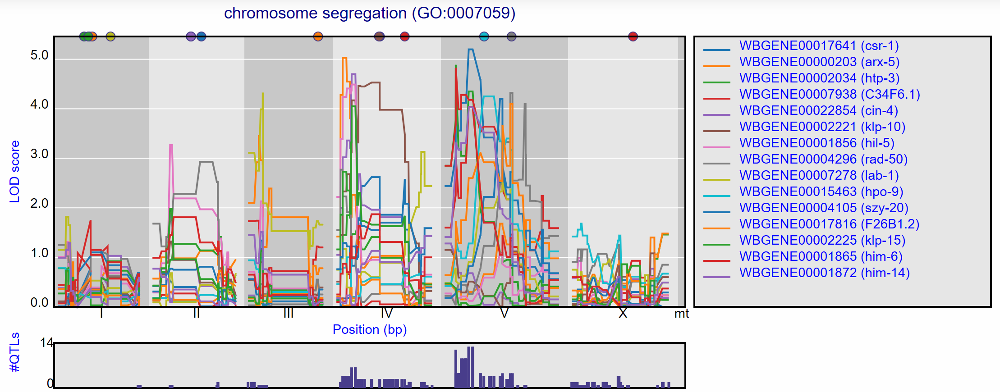 chromosome segregation (GO:0007059)
5.0
4.0
3.0
2.0
1.0
0.0
LOD score
I II III IV V X mt
Position (bp)
WBGENE00017641 (csr-1)
WBGENE00000203 (arx-5)
WBGENE00002034 (htp-3)
WBGENE00007938 (C34F6.1)
WBGENE00022854 (cin-4)
WBGENE00002221 (klp-10)
WBGENE00001856 (hil-5)
WBGENE00004296 (rad-50)
WBGENE00007278 (lab-1)
WBGENE00015463 (hpo-9)
WBGENE00004105 (szy-20)
WBGENE00017816 (F26B1.2)
WBGENE00002225 (klp-15)
WBGENE00001865 (him-6)
WBGENE00001872 (him-14)
14
0
#QTLs